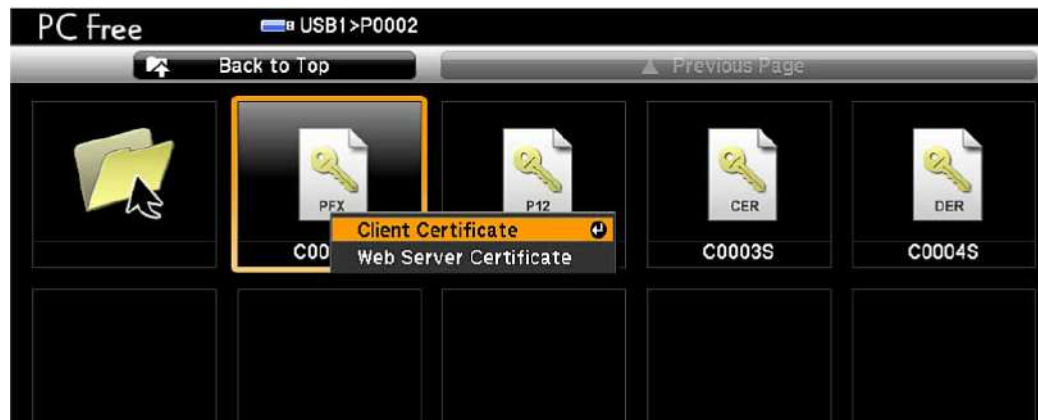 PC Free
USB1>P0002
Back to Top
Previous Page
PFX
P12
CER
DER
Client Certificate
C00
Web Server Certificate
C0003S
C0004S